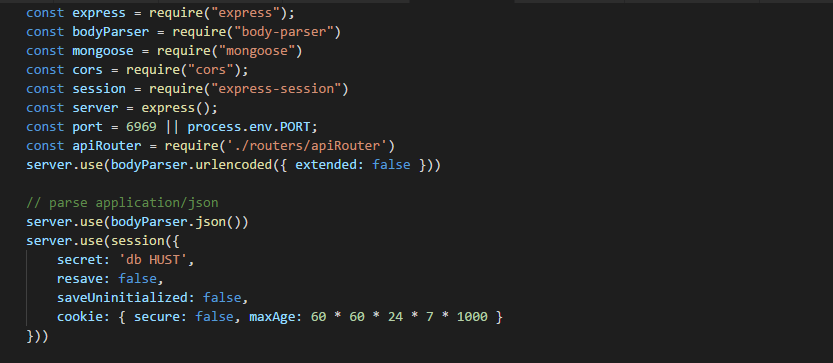 const express = require("express");
const bodyParser = require("body-parser")
const mongoose = require("mongoose")
const cors = require("cors");
const session = require("express-session")
const server = express();
const port = 6969 || process.env.PORT;
const apiRouter = require('./routers/apiRouter')
server.use(bodyParser.urlencoded({ extended: false }))
// parse application/json
server.use(bodyParser.json())
server.use(session({
    secret: 'db HUST',
    resave: false,
    saveUninitialized: false,
    cookie: { secure: false, maxAge: 60 * 60 * 24 * 7 * 1000 }
}))